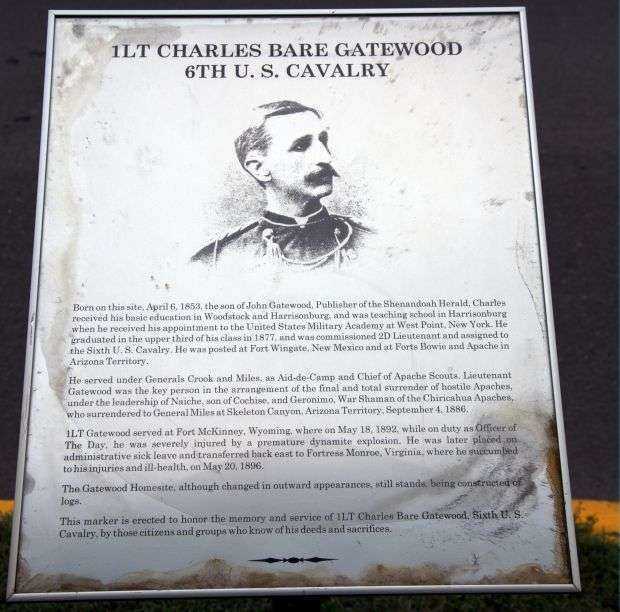 1LT CHARLES BARE GATEWOOD
6TH U. S. CAVALRY
Born on this site, April 6, 1853, the son of John Gatewood, Publisher of the Shenandoah Herald, Charles
received his basic education in Woodstock and Harrisonburg, and was teaching school in Harrisonburg
when he received his appointment to the United States Military Academy at West Point, New York. He
graduated in the upper third of his class in 1877, and was commissioned 2D Lieutenant and assigned to
the Sixth U. S. Cavalry. He was posted at Fort Wingate, New Mexico and at Forts Bowie and Apache in
Arizona Territory.
He served under Generals Crook and Miles, as Aid-de-Camp and Chief of Apache Scouts. Lieutenant
Gatewood was the key person in the arrangement of the final and total surrender of hostile Apaches,
under the leadership of Naiche, son of Cochise, and Geronimo, War Shaman of the Chiricahua Apaches,
who surrendered to General Miles at Skeleton Canyon, Arizona Territory, September 4, 1886.
1LT Gatewood served at Fort McKinney, Wyoming, where on May 18, 1892, while on duty as Officer of
The Day, he was severely injured by a premature dynamite explosion. He was later placed on
administrative sick leave and transferred back east to Fortress Monroe, Virginia, where he succumbed
to his injuries and ill-health, on May 20, 1896.
The Gatewood Homesite, although changed in outward appearances, still stands, being constructed of
logs.
This marker is erected to honor the memory and service of 1LT Charles Bare Gatewood, Sixth U. S.
Cavalry, by those citizens and groups who know of his deeds and sacrifices.